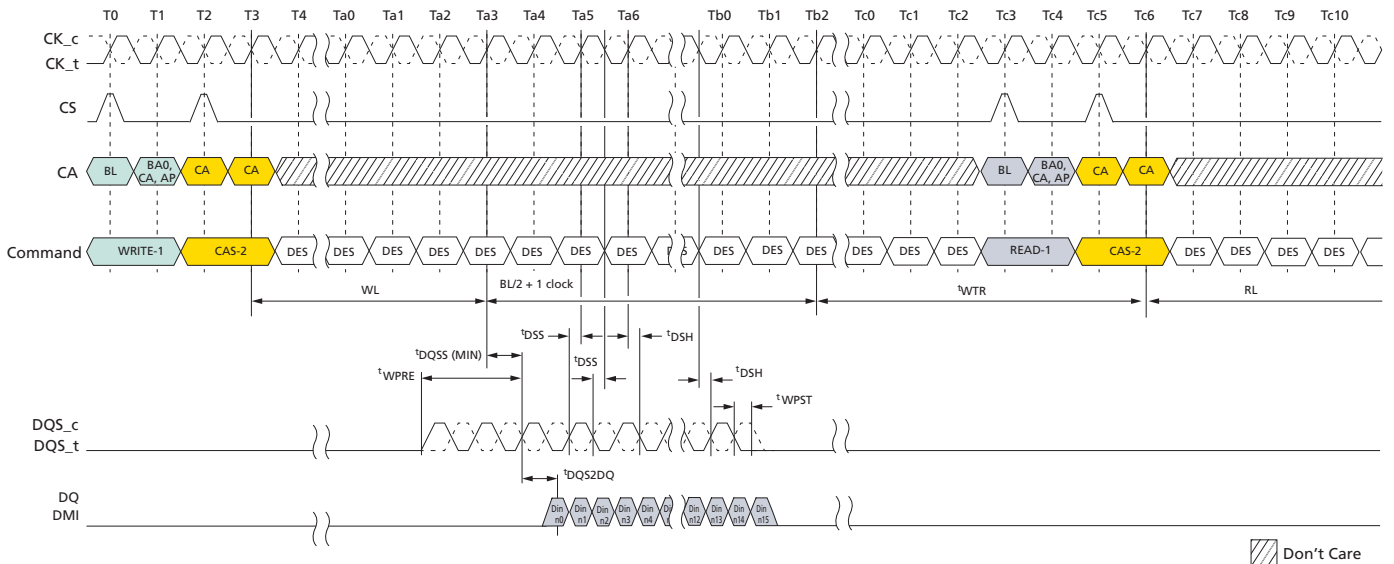 T0 T1 T2 T3 T4 Ta0 Ta1 Ta2 Ta3 Ta4 Ta5 Ta6 Tb0 Tb1 Tb2 Tc0 Tc1 Tc2 Tc3 Tc4 Tc5 Tc6 Tc7 Tc8 Tc9 Tc10
CK_c
CK_t
CS
CA BL BA0, CA, AP CA CA BL BA0, CA, AP CA CA
Command WRITE-1 CAS-2 DES DES DES DES DES DES DES DES DES DES DES DES DES DES READ-1 CAS-2 DES DES DES DES
WL BL/2 + 1 clock tWTR RL
tDSS tDSH
tDQSS (MIN) tDSS
tWPRE tDSH
tWPST
DQS_c
DQS_t
tDQS2DQ
DQ
DMI
Din n0 Din n1 Din n2 Din n3 Din n4 Din Din n12 Din n13 Din n14 Din n15
Don't Care